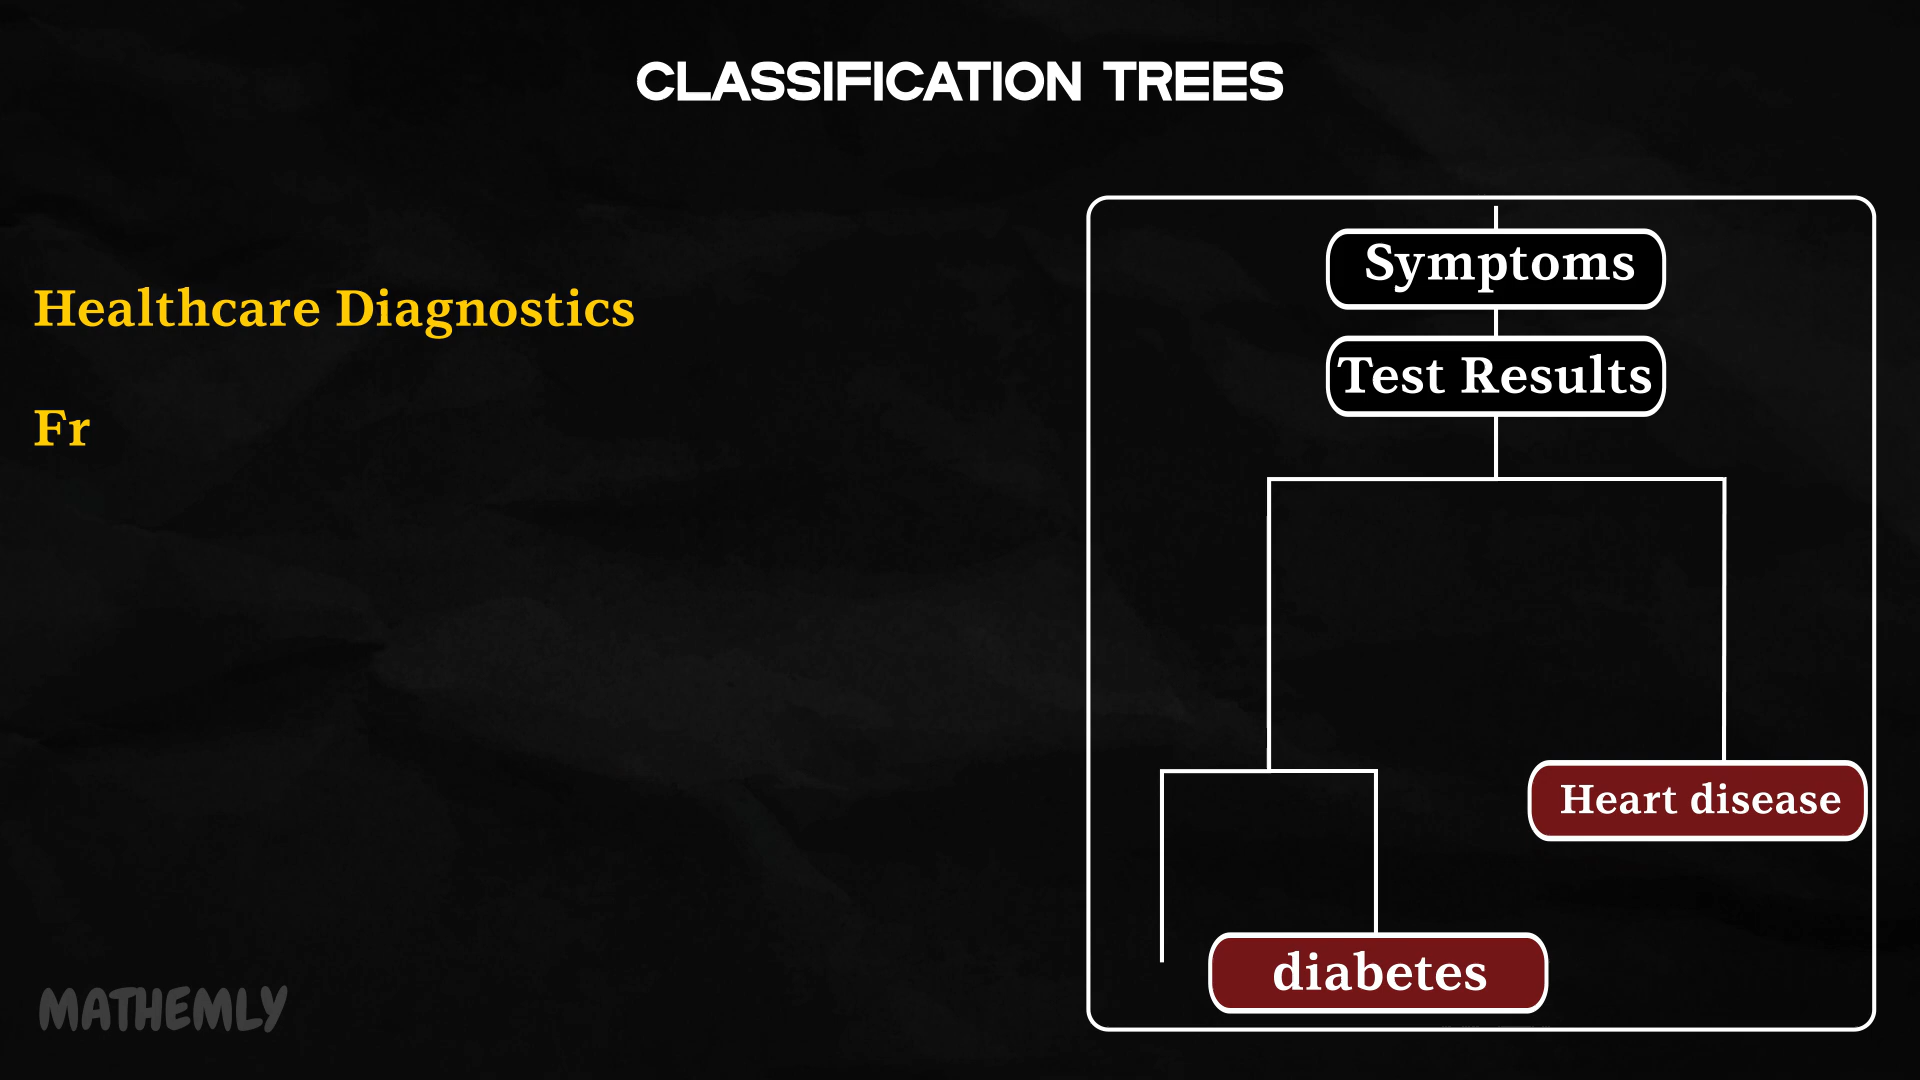 CLASSIFICATION TREES
Healthcare Diagnostics
Fr
Symptoms
Test Results
Heart disease
diabetes
MATHEMLY